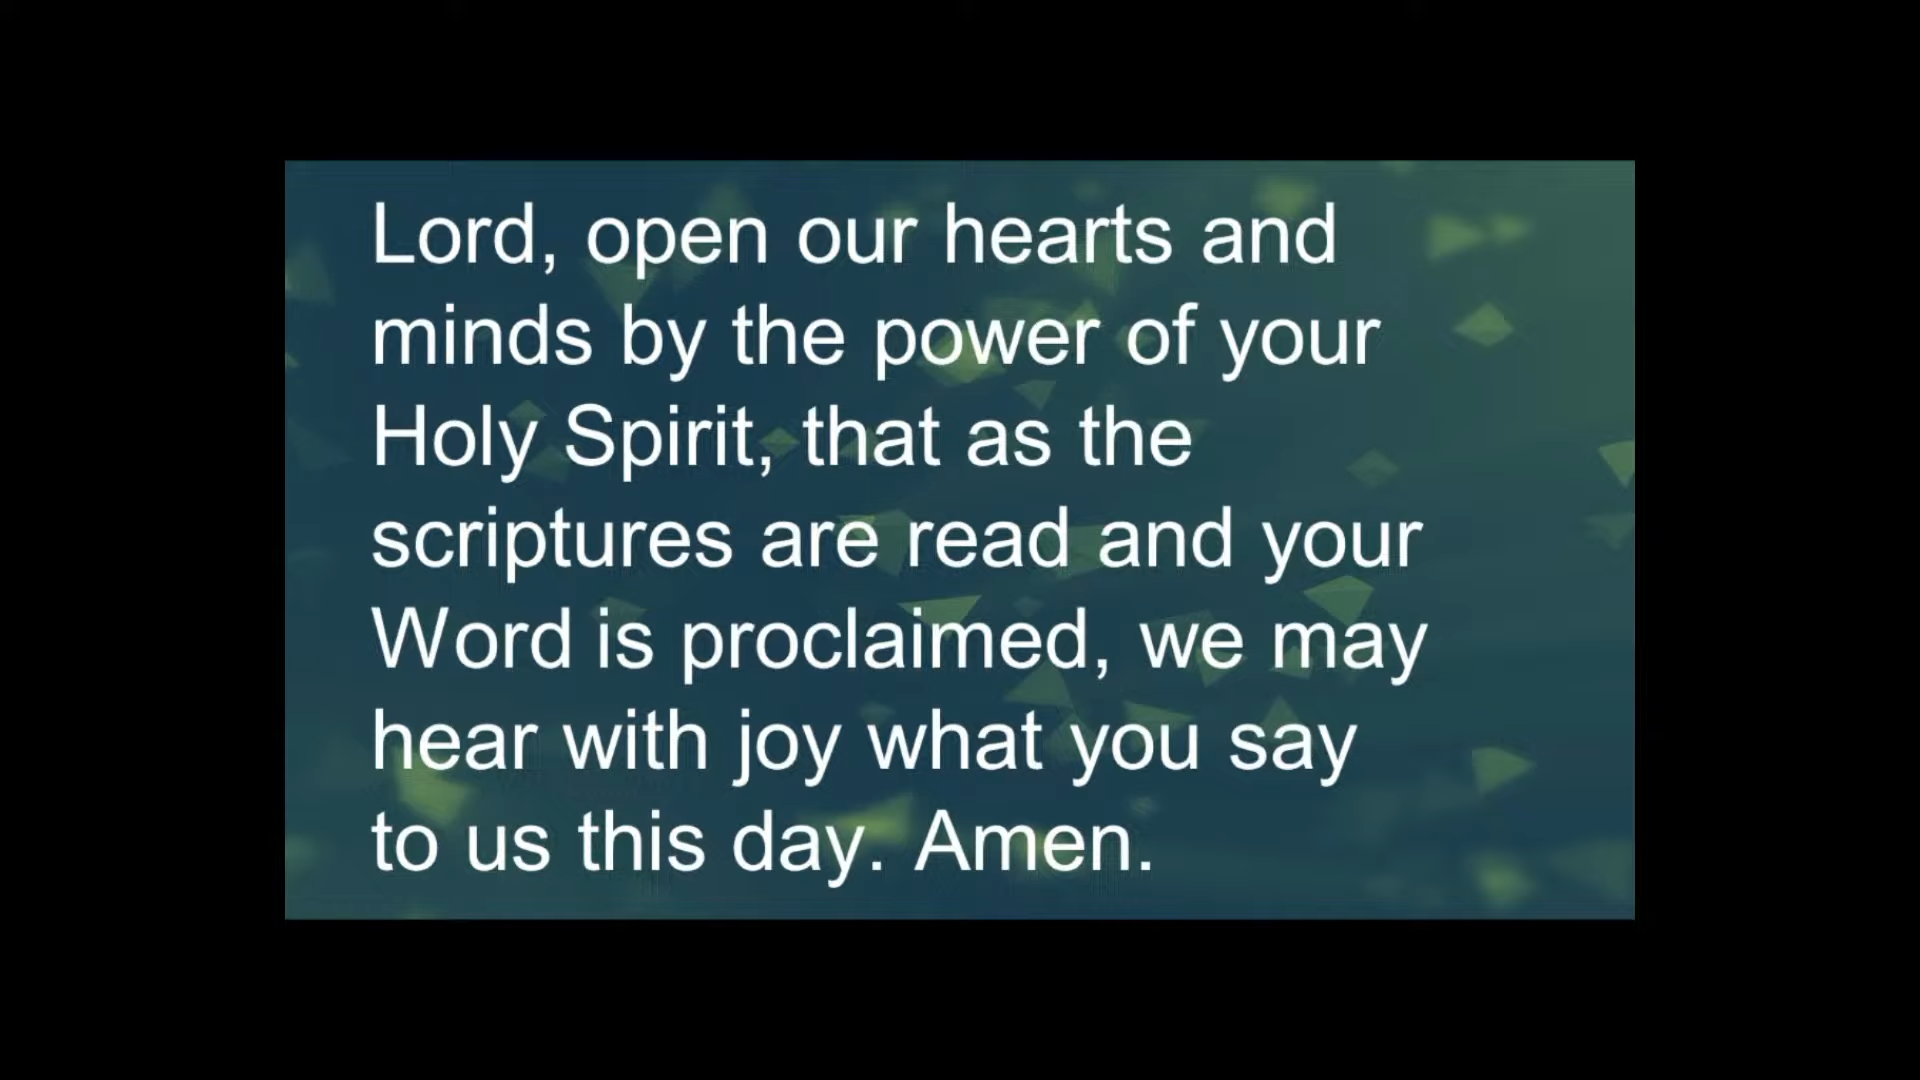 Lord, open our hearts and
minds by the power of your
Holy Spirit, that as the
scriptures are read and your
Word is proclaimed, we may
hear with joy what you say
to us this day. Amen.